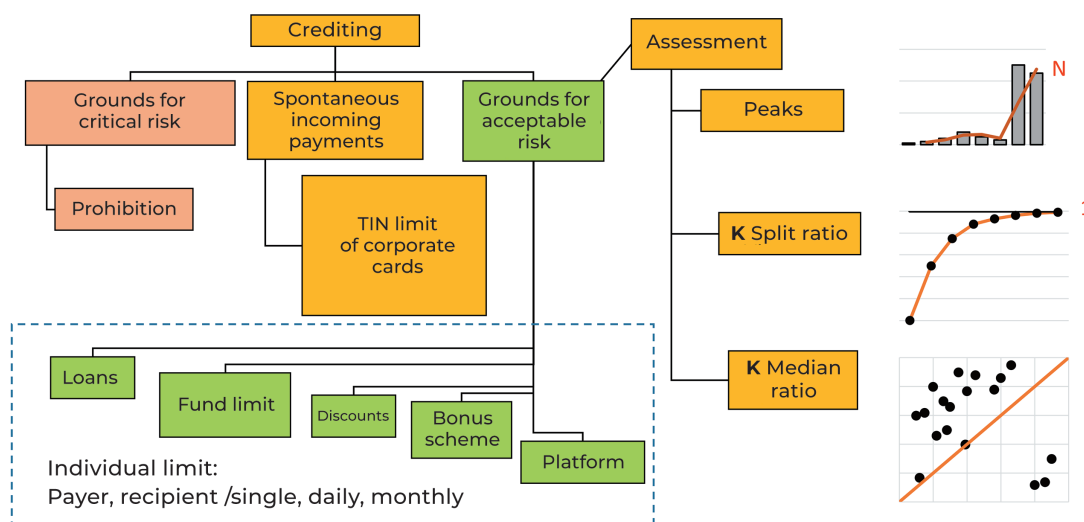 Crediting
Assessment
Grounds for
critical risk
Spontaneous
incoming
payments
Grounds for
acceptable
risk
Peaks
N
Prohibition
TIN limit
of corporate
cards
K Split ratio
1
K Median
ratio
Loans
Fund limit
Discounts
Bonus
scheme
Platform
Individual limit:
Payer, recipient /single, daily, monthly